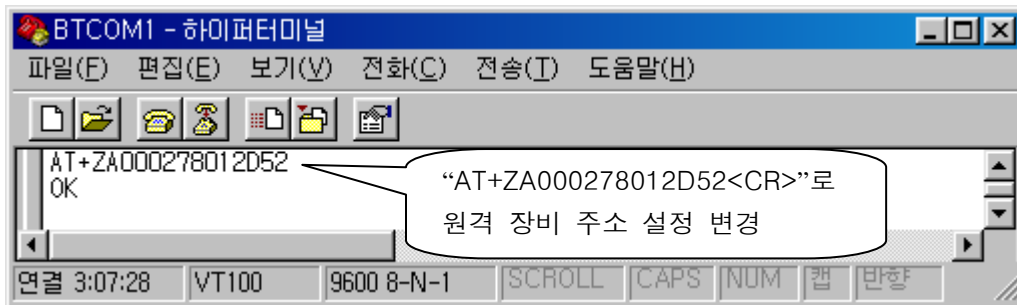 BTCOM1 - 하이퍼터미널
파일(F) 편집(E) 보기(V) 전화(C) 전송(T) 도움말(H)
AT+ZA000278012D52
OK
“AT+ZA000278012D52<CR>”로
원격 장비 주소 설정 변경
연결 3:07:28 VT100 9600 8-N-1 SCROLL CAPS NUM 캡 반향